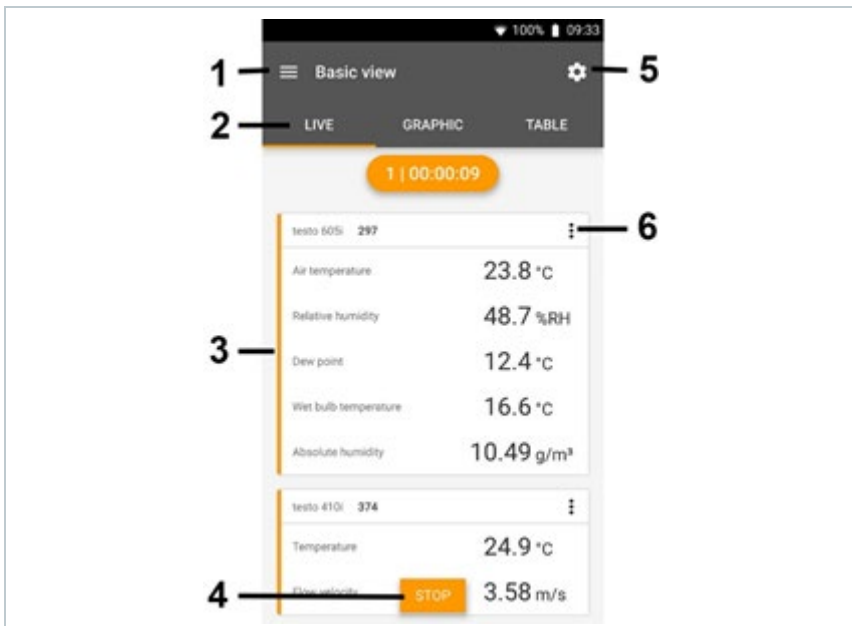 100% 09:33
1 Basic view 5
2 LIVE GRAPHIC TABLE
1 | 00:00:09
testo 605i 297 6
Air temperature 23.8 °C
Relative humidity 48.7 %RH
3 Dew point 12.4 °C
Wet bulb temperature 16.6 °C
Absolute humidity 10.49 g/m³
testo 410i 374
Temperature 24.9 °C
4 Flow velocity STOP 3.58 m/s